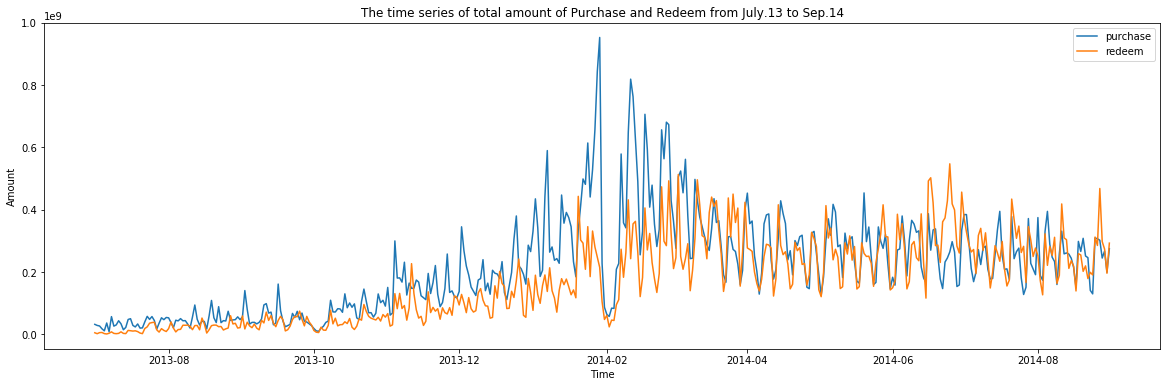 The time series of total amount of Purchase and Redeem from July.13 to Sep.14
1e9
1.0
0.8
0.6
0.4
0.2
0.0
Amount
purchase
redeem
2013-08 2013-10 2013-12 2014-02 2014-04 2014-06 2014-08
Time